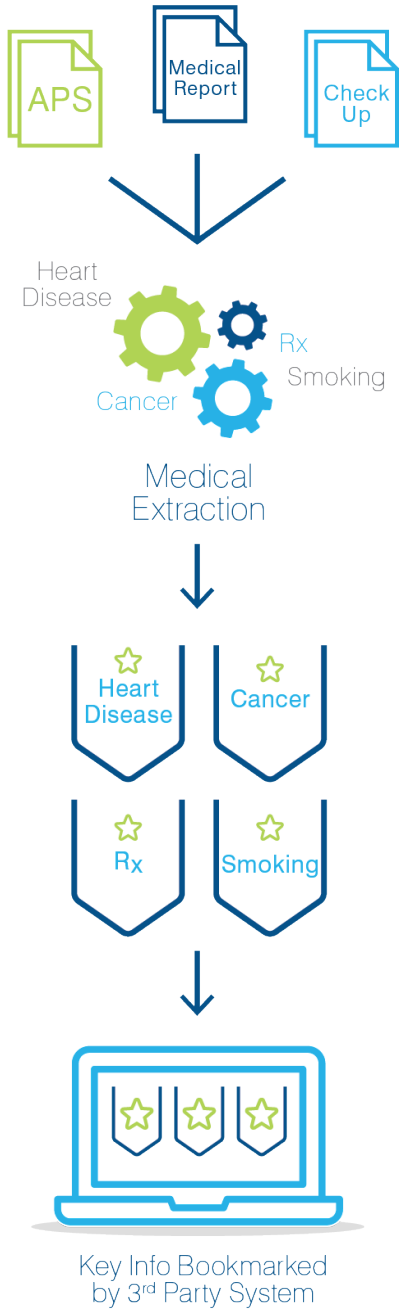 APS
Medical
Report
Check
Up
Heart
Disease
Rx
Smoking
Cancer
Medical
Extraction
Heart
Disease
Cancer
Rx
Smoking
Key Info Bookmarked
by 3rd Party System